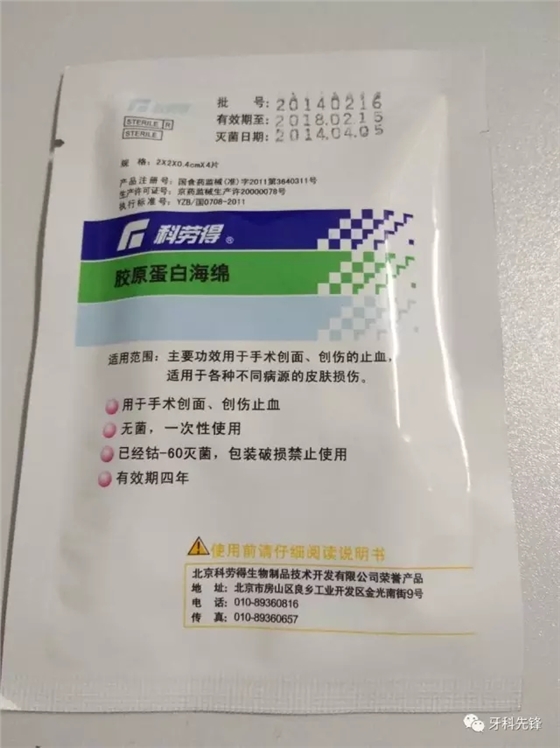 科劳得
批 号：20140216
STERILE R
有效期至：2018.02.15
STERILE
灭菌日期：2014.04.05
规 格：2X2X0.4cmX4片
产品注册号：国食药监械(准)字2011第3640311号
生产许可证号：京药监械生产许20000078号
执行标准号：YZB/国0708-2011
科劳得®
胶原蛋白海绵
适用范围：主要功效用于手术创面、创伤的止血，
适用于各种不同病源的皮肤损伤。
用于手术创面、创伤止血
无菌，一次性使用
已经钴-60灭菌，包装破损禁止使用
有效期四年
使用前请仔细阅读说明书
北京科劳得生物制品技术开发有限公司荣誉产品
地 址：北京市房山区良乡工业开发区金光南街9号
电 话：010-89360816
传 真：010-89360657
牙科先锋